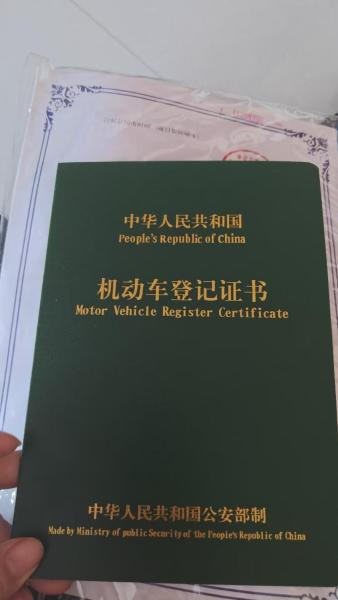 中华人民共和国
People's Republic of China
机动车登记证书
Motor Vehicle Register Certificate
中华人民共和国公安部制
Made by Ministry of public Security of the People's Republic of China